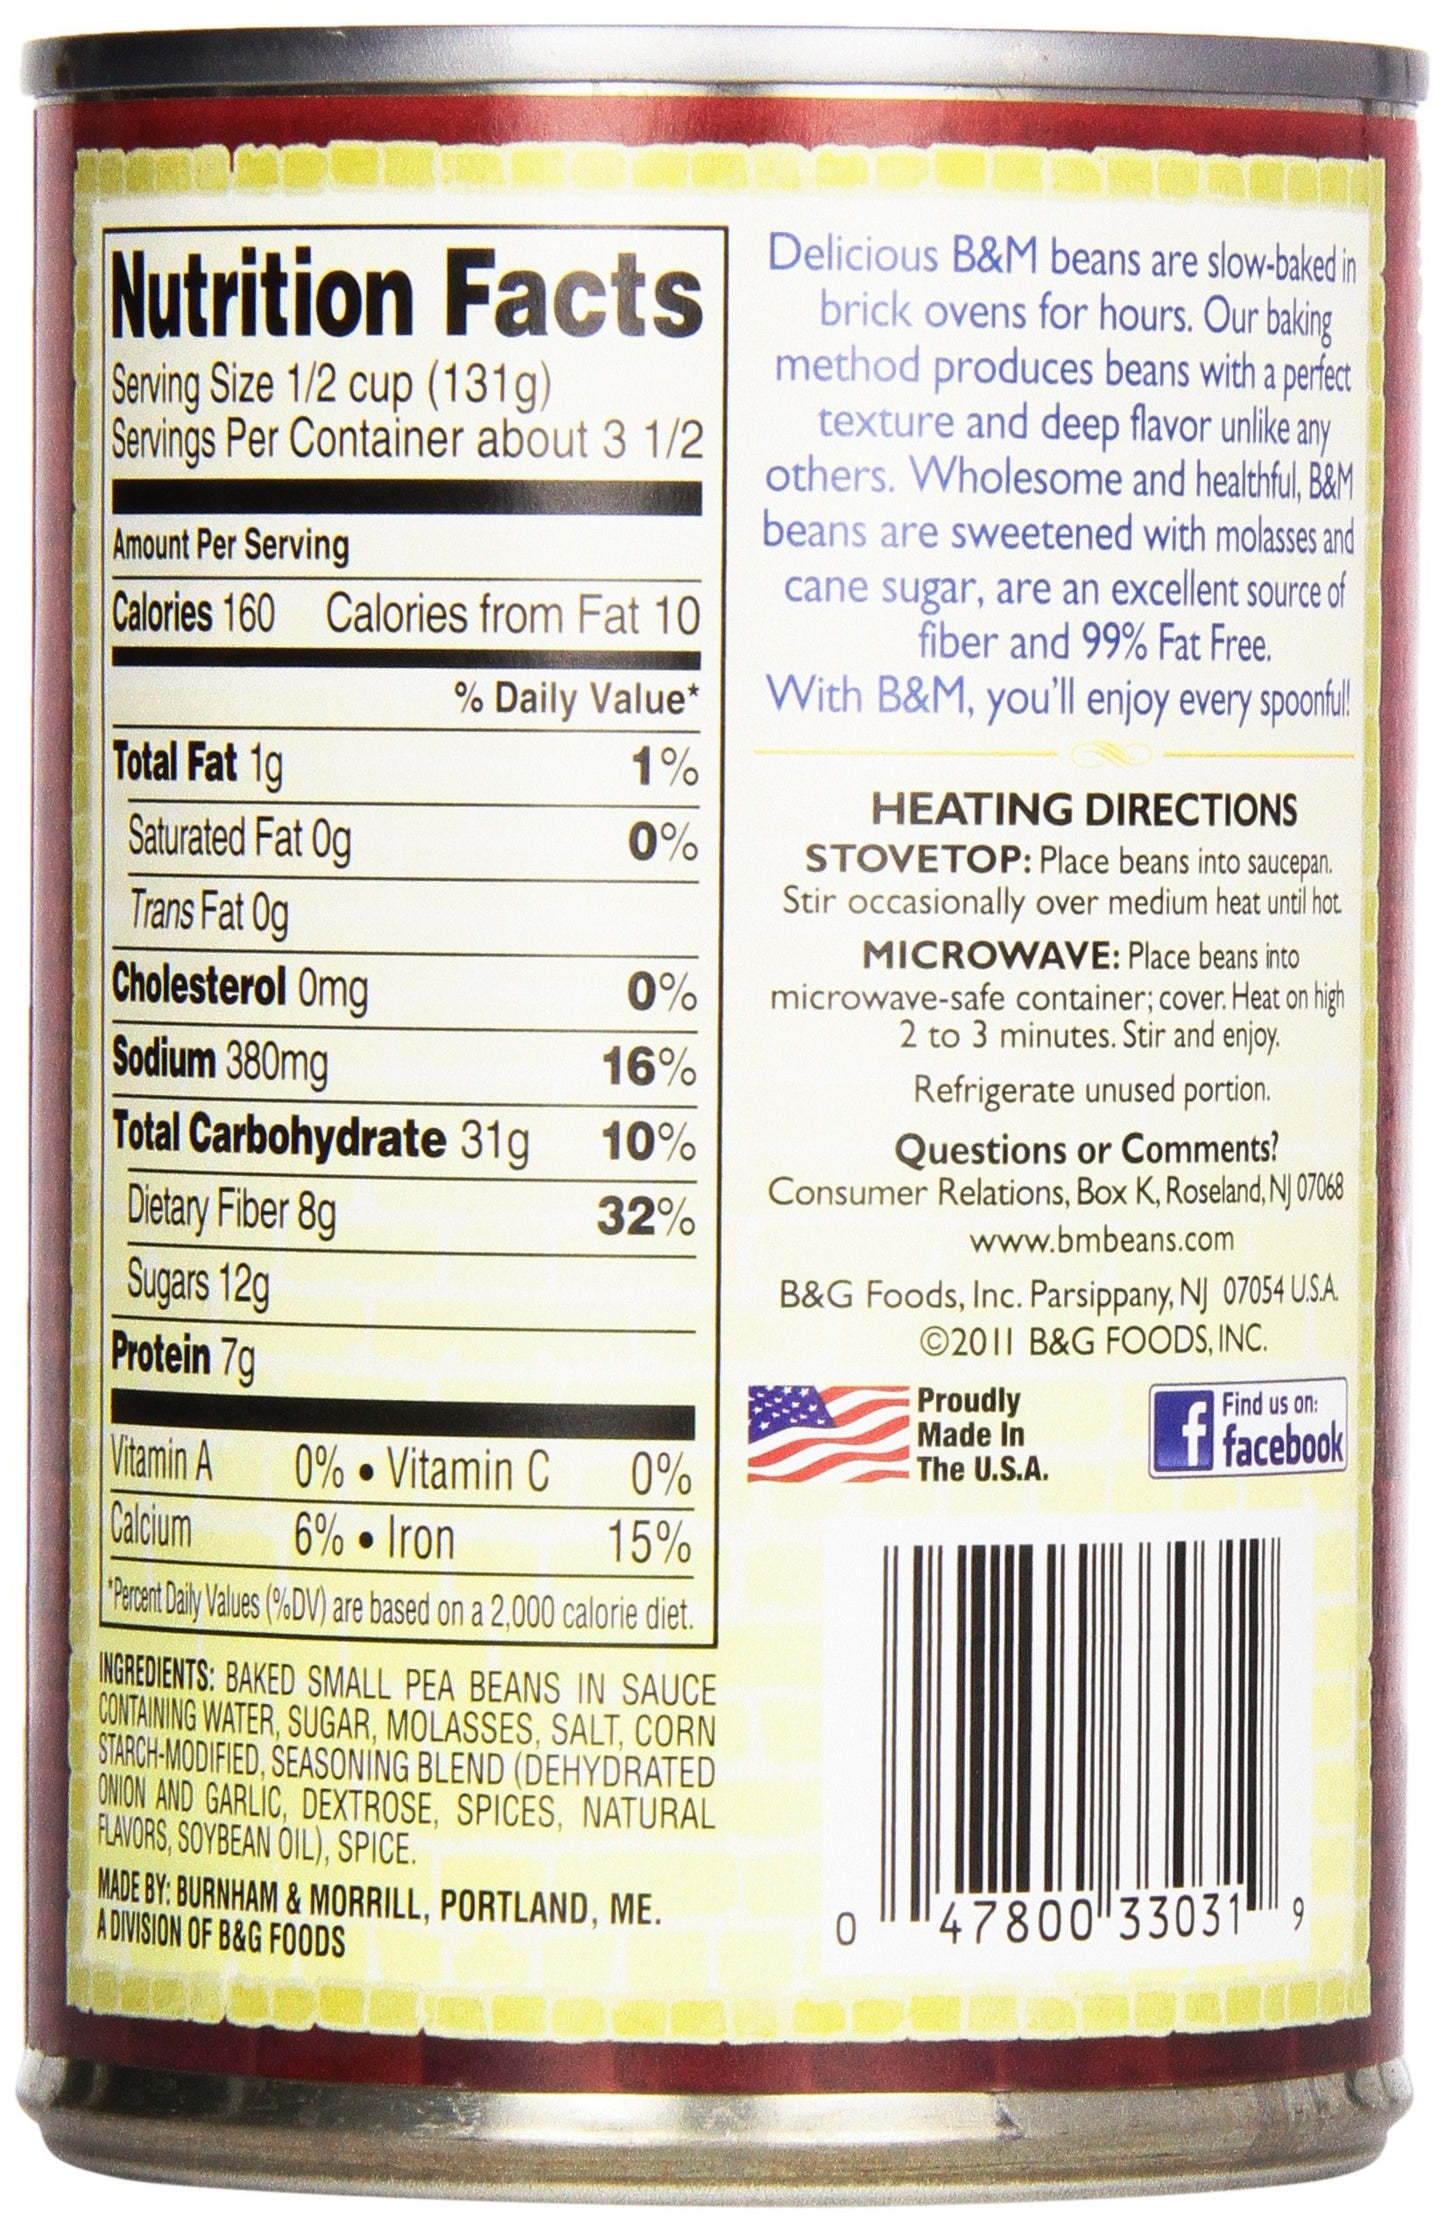 Nutrition Facts
Serving Size 1/2 cup (131g)
Servings Per Container about 3 1/2
Amount Per Serving
Calories 160 Calories from Fat 10
% Daily Value*
Total Fat 1g 1%
Saturated Fat 0g 0%
Trans Fat 0g
Cholesterol 0mg 0%
Sodium 380mg 16%
Total Carbohydrate 31g 10%
Dietary Fiber 8g 32%
Sugars 12g
Protein 7g
Vitamin A 0% • Vitamin C 0%
Calcium 6% • Iron 15%
*Percent Daily Values (%DV) are based on a 2,000 calorie diet.
INGREDIENTS: BAKED SMALL PEA BEANS IN SAUCE
CONTAINING WATER, SUGAR, MOLASSES, SALT, CORN
STARCH-MODIFIED, SEASONING BLEND (DEHYDRATED
ONION AND GARLIC, DEXTROSE, SPICES, NATURAL
FLAVORS, SOYBEAN OIL), SPICE.
MADE BY: BURNHAM & MORRILL, PORTLAND, ME.
A DIVISION OF B&G FOODS
Delicious B&M beans are slow-baked in
brick ovens for hours. Our baking
method produces beans with a perfect
texture and deep flavor unlike any
others. Wholesome and healthful, B&M
beans are sweetened with molasses and
cane sugar, are an excellent source of
fiber and 99% Fat Free.
With B&M, you'll enjoy every spoonful!
HEATING DIRECTIONS
STOVETOP: Place beans into saucepan.
Stir occasionally over medium heat until hot.
MICROWAVE: Place beans into
microwave-safe container; cover. Heat on high
2 to 3 minutes. Stir and enjoy.
Refrigerate unused portion.
Questions or Comments?
Consumer Relations, Box K, Roseland, NJ 07068
www.bmbeans.com
B&G Foods, Inc. Parsippany, NJ 07054 U.S.A.
©2011 B&G FOODS, INC.
Proudly
Made In
The U.S.A.
Find us on:
f facebook
0 47800 33031 9